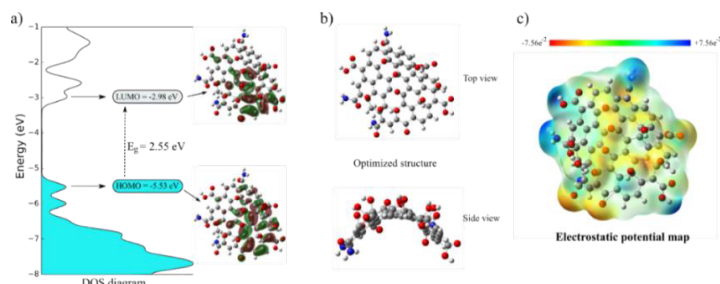 a)
−1
−2
−3
−4
−5
−6
−7
−8
Energy (eV)
LUMO = -2.98 eV
E_g = 2.55 eV
HOMO = -5.53 eV
DOS diagram
b)
Top view
Optimized structure
Side view
c)
-7.56e⁻²
+7.56e⁻²
Electrostatic potential map